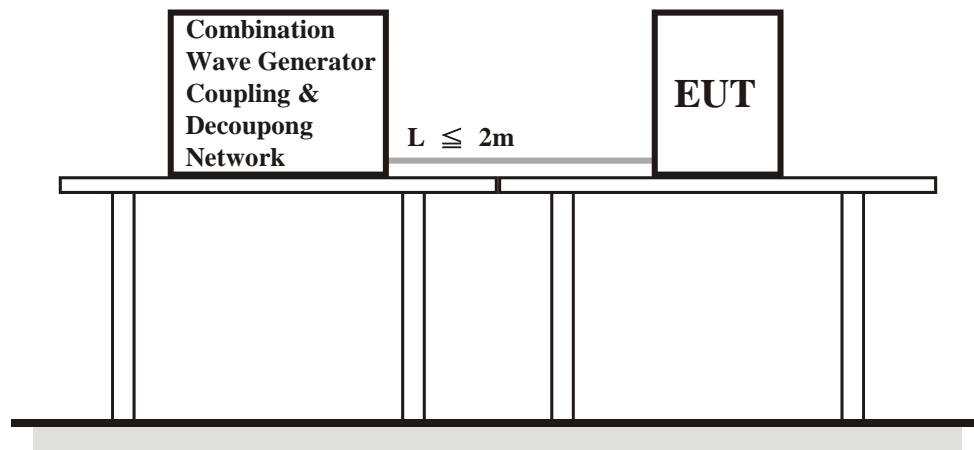 Combination
Wave Generator
Coupling &
Decoupong
Network
L ≦ 2m
EUT